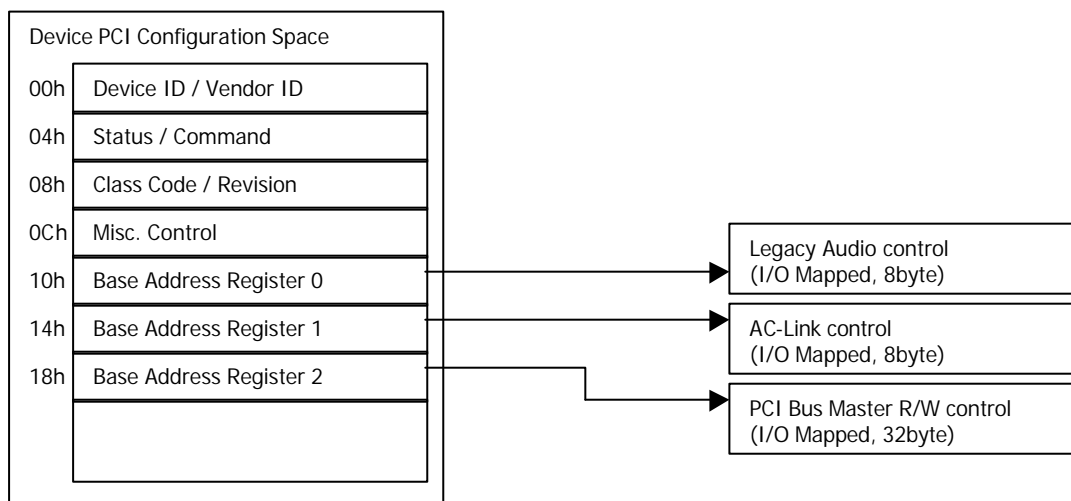 Device PCI Configuration Space
00h Device ID / Vendor ID
04h Status / Command
08h Class Code / Revision
0Ch Misc. Control
10h Base Address Register 0
14h Base Address Register 1
18h Base Address Register 2
Legacy Audio control
(I/O Mapped, 8byte)
AC-Link control
(I/O Mapped, 8byte)
PCI Bus Master R/W control
(I/O Mapped, 32byte)